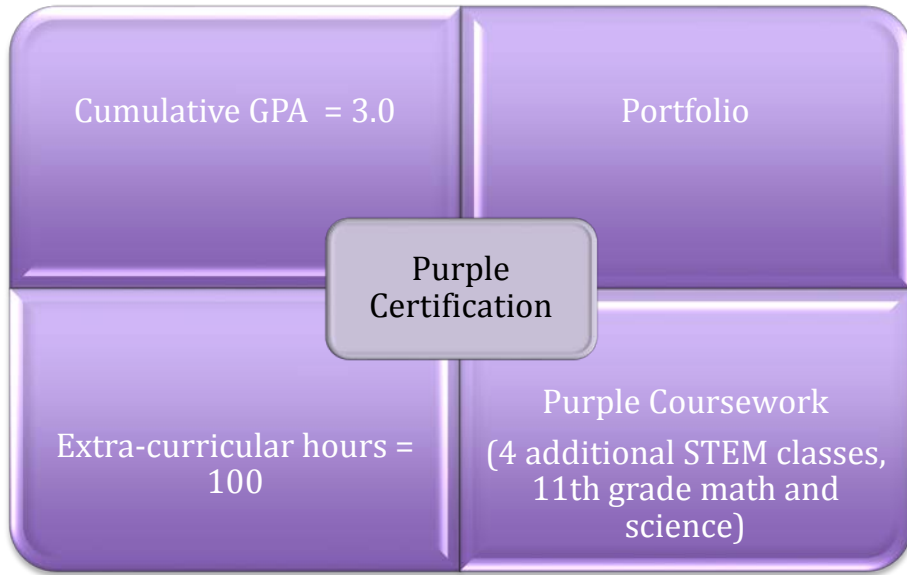 Cumulative GPA = 3.0
Portfolio
Purple
Certification
Extra-curricular hours =
100
Purple Coursework
(4 additional STEM classes,
11th grade math and
science)